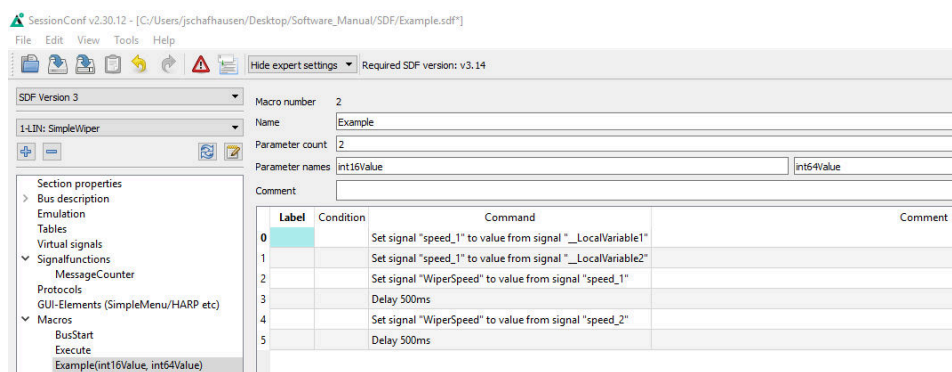 SessionConf v2.30.12 - [C:/Users/jschafhausen/Desktop/Software_Manual/SDF/Example.sdf*]
File Edit View Tools Help
Hide expert settings Required SDF version: v3.14
SDF Version 3
1-LIN: SimpleWiper
Section properties
Bus description
Emulation
Tables
Virtual signals
Signalfunctions
MessageCounter
Protocols
GUI-Elements (SimpleMenu/HARP etc)
Macros
BusStart
Execute
Example(int16Value, int64Value)
Macro number 2
Name Example
Parameter count 2
Parameter names int16Value int64Value
Comment
Label Condition Command Comment
0 Set signal "speed_1" to value from signal "__LocalVariable1"
1 Set signal "speed_1" to value from signal "__LocalVariable2"
2 Set signal "WiperSpeed" to value from signal "speed_1"
3 Delay 500ms
4 Set signal "WiperSpeed" to value from signal "speed_2"
5 Delay 500ms